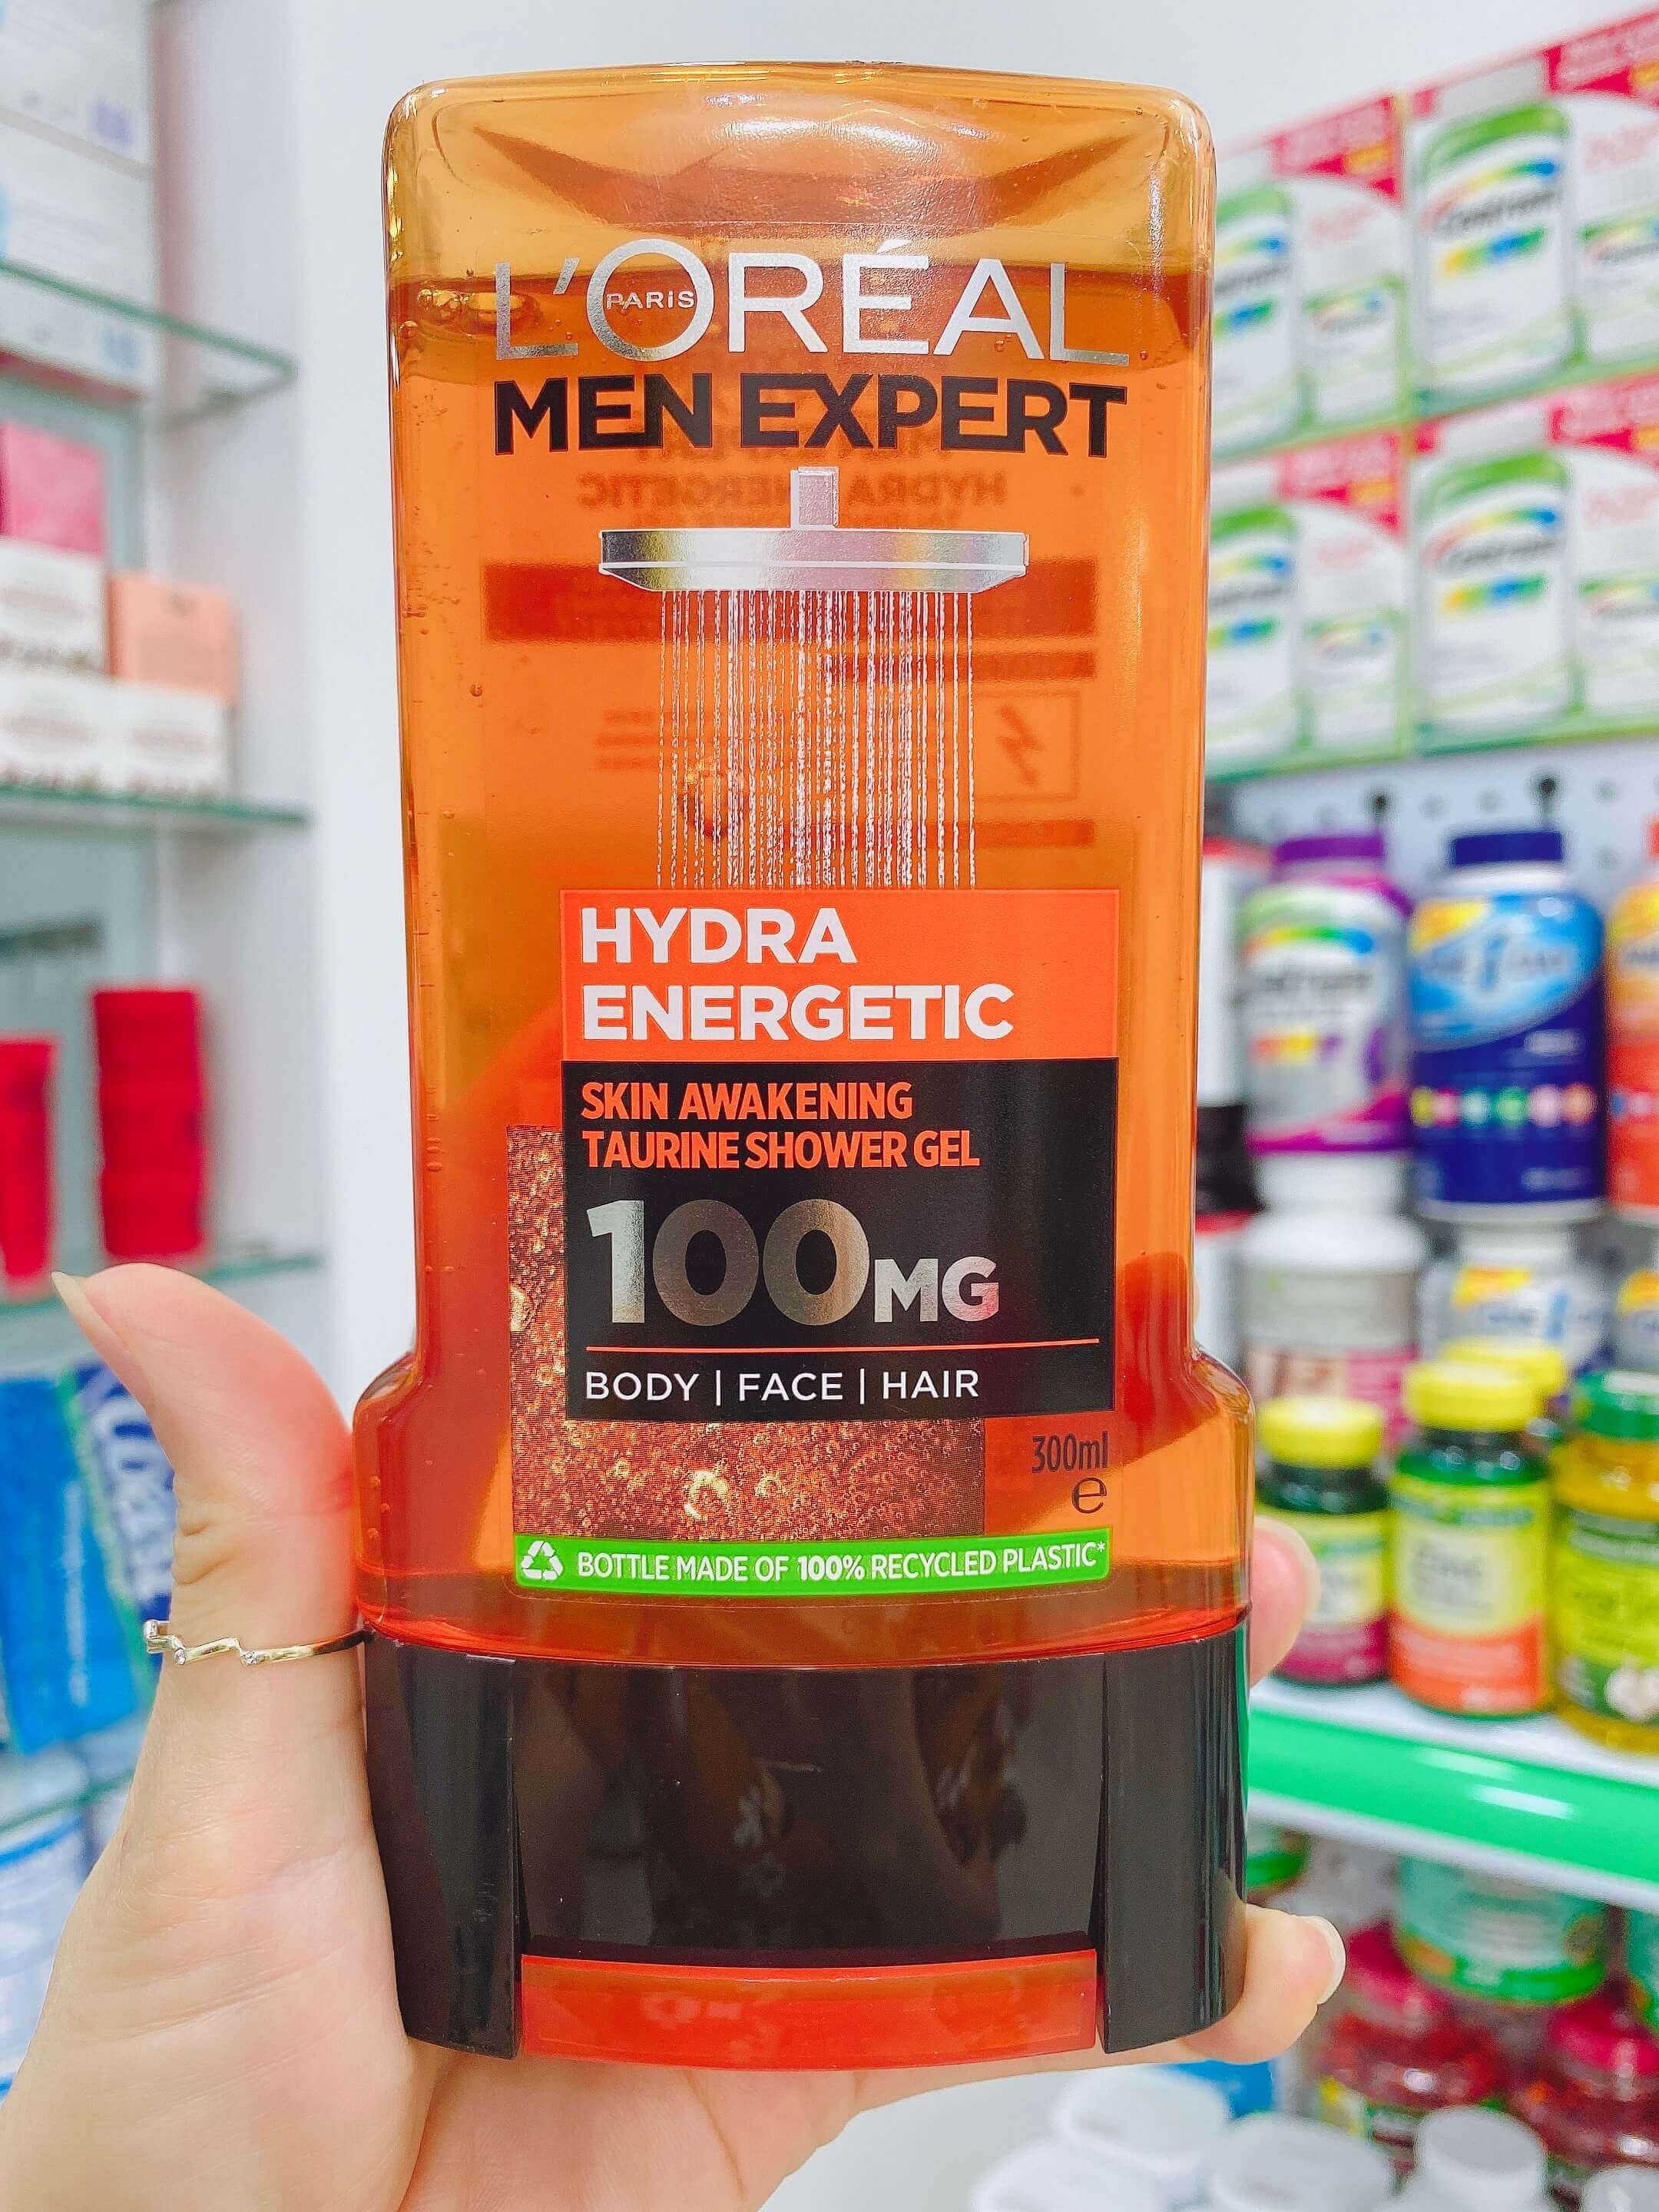 L'ORÉAL
PARIS
MEN EXPERT
HYDRA
ENERGETIC
SKIN AWAKENING
TAURINE SHOWER GEL
100MG
BODY | FACE | HAIR
300ml
e
BOTTLE MADE OF 100% RECYCLED PLASTIC*